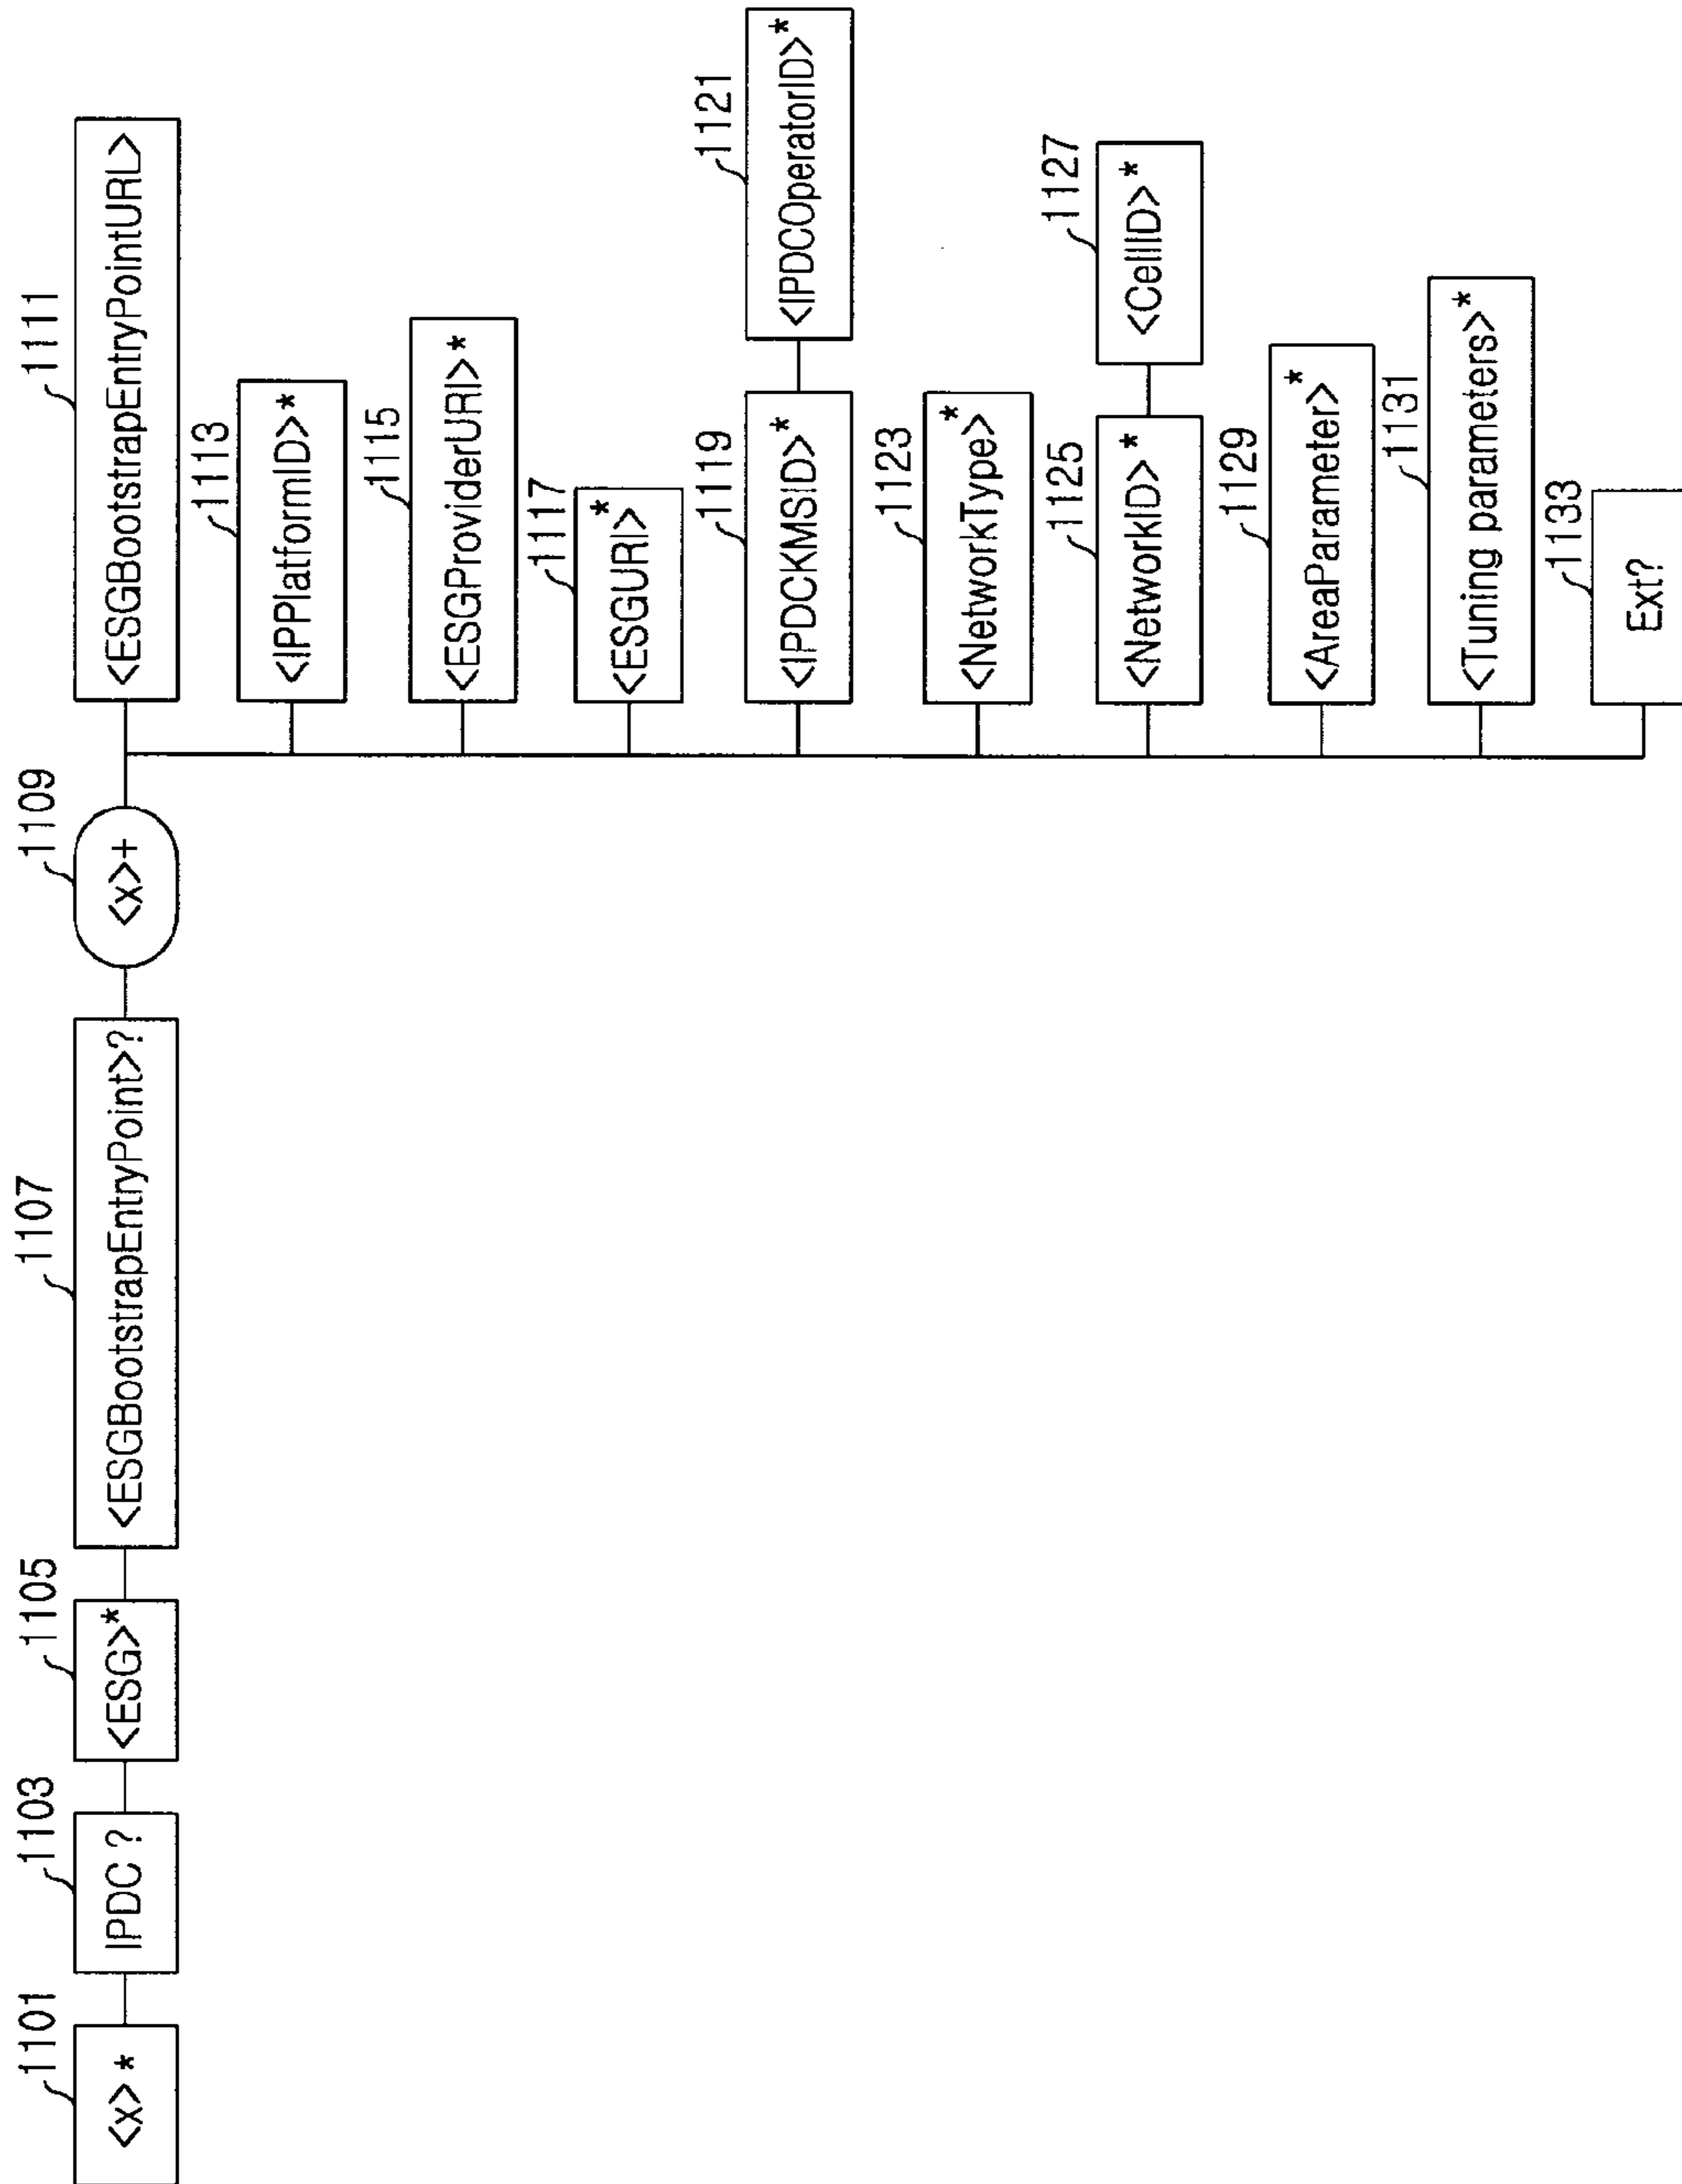 1101
<x> *
1103
IPDC ?
1105
<ESG>*
1107
<ESGBootstrapEntryPoint>?
1109
<x>+
1111
<ESGBootstrapEntryPointURL>
1113
<IPPlatformID>*
1115
<ESGProviderURI>*
1117
<ESGURI>*
1119
<IPDCKMSID>*
1121
<IPDCOperatorID>*
1123
<NetworkType>*
1125
<NetworkID>*
1127
<CellID>*
1129
<AreaParameter>*
1131
<Tuning parameters>*
1133
Ext?